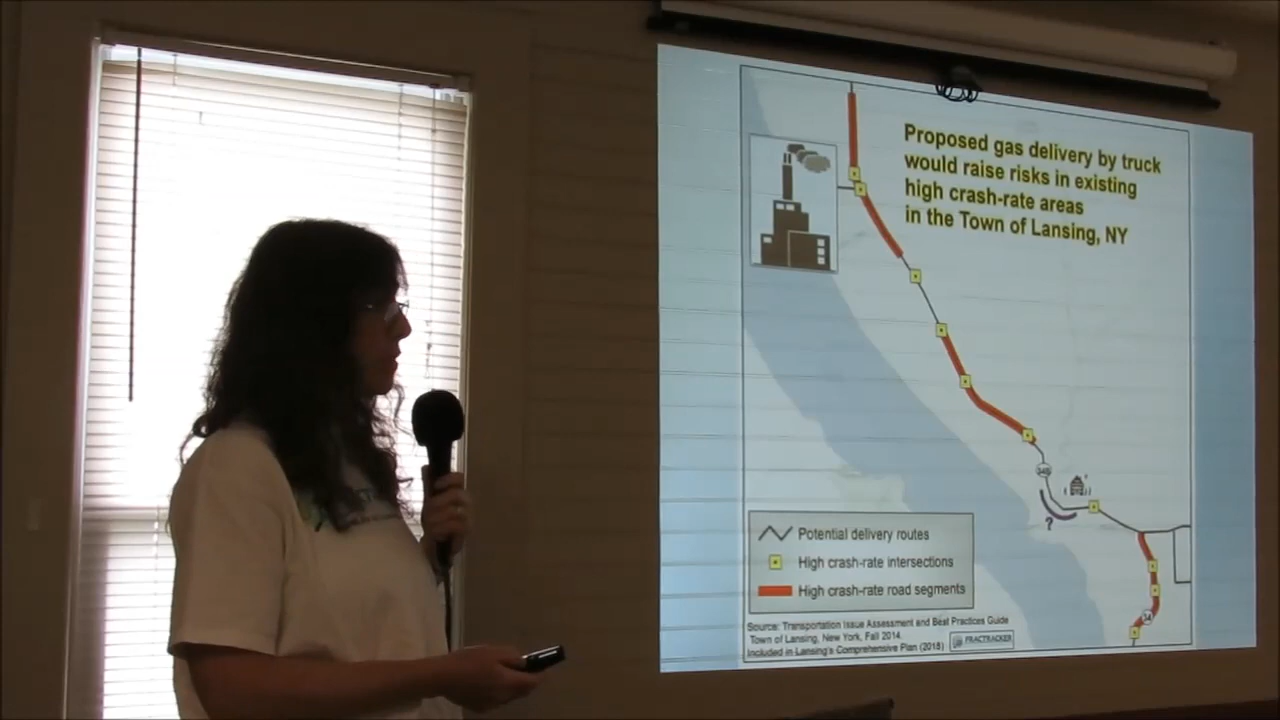 Proposed gas delivery by truck
would raise risks in existing
high crash-rate areas
in the Town of Lansing, NY
?
Potential delivery routes
High crash-rate intersections
High crash-rate road segments
34
Source: Transportation Issue Assessment and Best Practices Guide
Town of Lansing, New York, Fall 2014.
Included in Lansing's Comprehensive Plan (2018)
FRACTRACKER